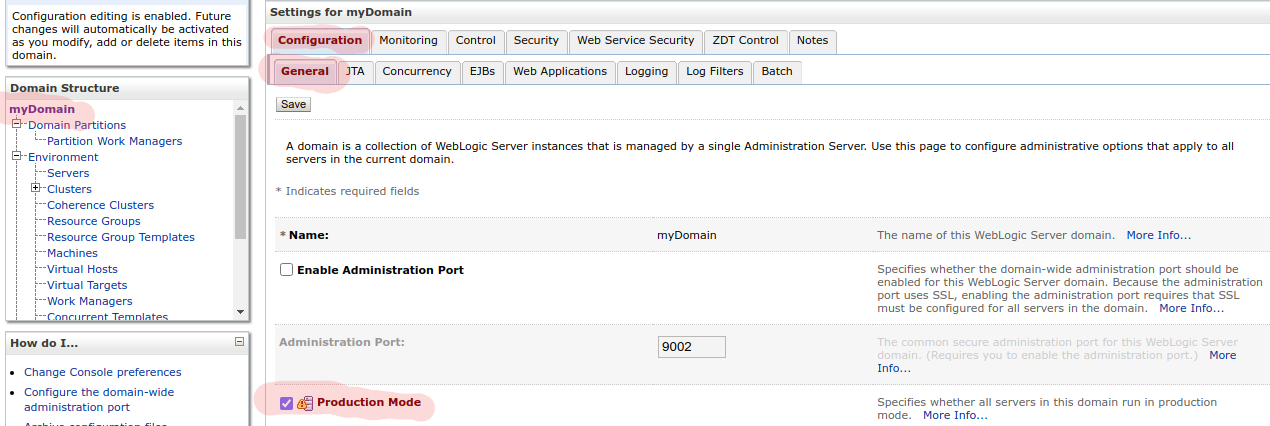 Configuration editing is enabled. Future
changes will automatically be activated
as you modify, add or delete items in this
domain.
Domain Structure
myDomain
Domain Partitions
Partition Work Managers
Environment
Servers
Clusters
Coherence Clusters
Resource Groups
Resource Group Templates
Machines
Virtual Hosts
Virtual Targets
Work Managers
Concurrent Templates
How do I...
Change Console preferences
Configure the domain-wide
administration port
Archive configuration files
Settings for myDomain
Configuration Monitoring Control Security Web Service Security ZDT Control Notes
General JTA Concurrency EJBs Web Applications Logging Log Filters Batch
Save
A domain is a collection of WebLogic Server instances that is managed by a single Administration Server. Use this page to configure administrative options that apply to all
servers in the current domain.
* Indicates required fields
* Name: myDomain The name of this WebLogic Server domain. More Info...
Enable Administration Port
Specifies whether the domain-wide administration port should be
enabled for this WebLogic Server domain. Because the administration
port uses SSL, enabling the administration port requires that SSL
must be configured for all servers in the domain. More Info...
Administration Port: 9002
The common secure administration port for this WebLogic Server
domain. (Requires you to enable the administration port.) More
Info...
Production Mode
Specifies whether all servers in this domain run in production
mode. More Info...